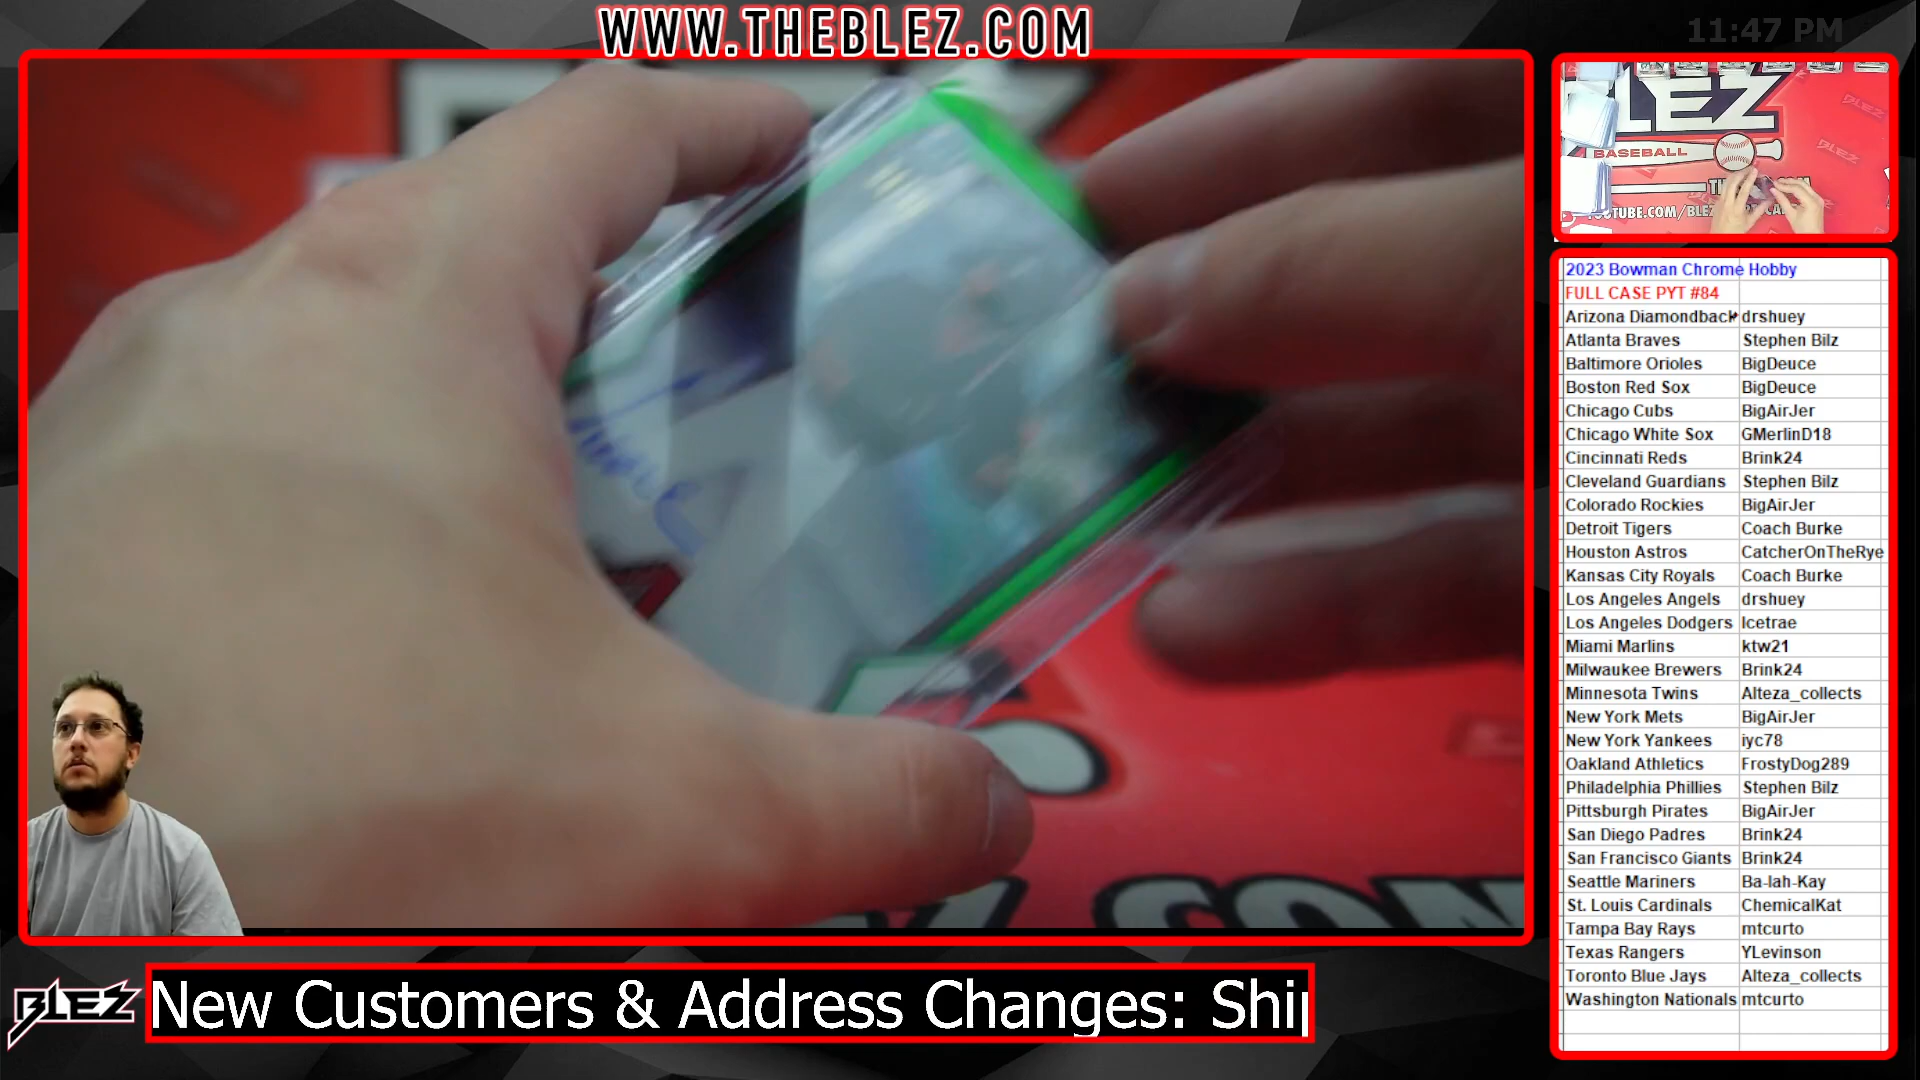 WWW.THEBLEZ.COM
11:47 PM
LEZ
BLEZ
BASEBALL
BLEZ
2023 Bowman Chrome Hobby
FULL CASE PYT #84
Arizona Diamondback drshuey
Atlanta Braves Stephen Bilz
Baltimore Orioles BigDeuce
Boston Red Sox BigDeuce
Chicago Cubs BigAirJer
Chicago White Sox GMerlinD18
Cincinnati Reds Brink24
Cleveland Guardians Stephen Bilz
Colorado Rockies BigAirJer
Detroit Tigers Coach Burke
Houston Astros CatcherOnTheRye
Kansas City Royals Coach Burke
Los Angeles Angels drshuey
Los Angeles Dodgers Icetrae
Miami Marlins ktw21
Milwaukee Brewers Brink24
Minnesota Twins Alteza_collects
New York Mets BigAirJer
New York Yankees iyc78
Oakland Athletics FrostyDog289
Philadelphia Phillies Stephen Bilz
Pittsburgh Pirates BigAirJer
San Diego Padres Brink24
San Francisco Giants Brink24
Seattle Mariners Ba-lah-Kay
St. Louis Cardinals ChemicalKat
Tampa Bay Rays mtcurto
Texas Rangers YLevinson
Toronto Blue Jays Alteza_collects
Washington Nationals mtcurto
BLEZ
New Customers & Address Changes: Ship